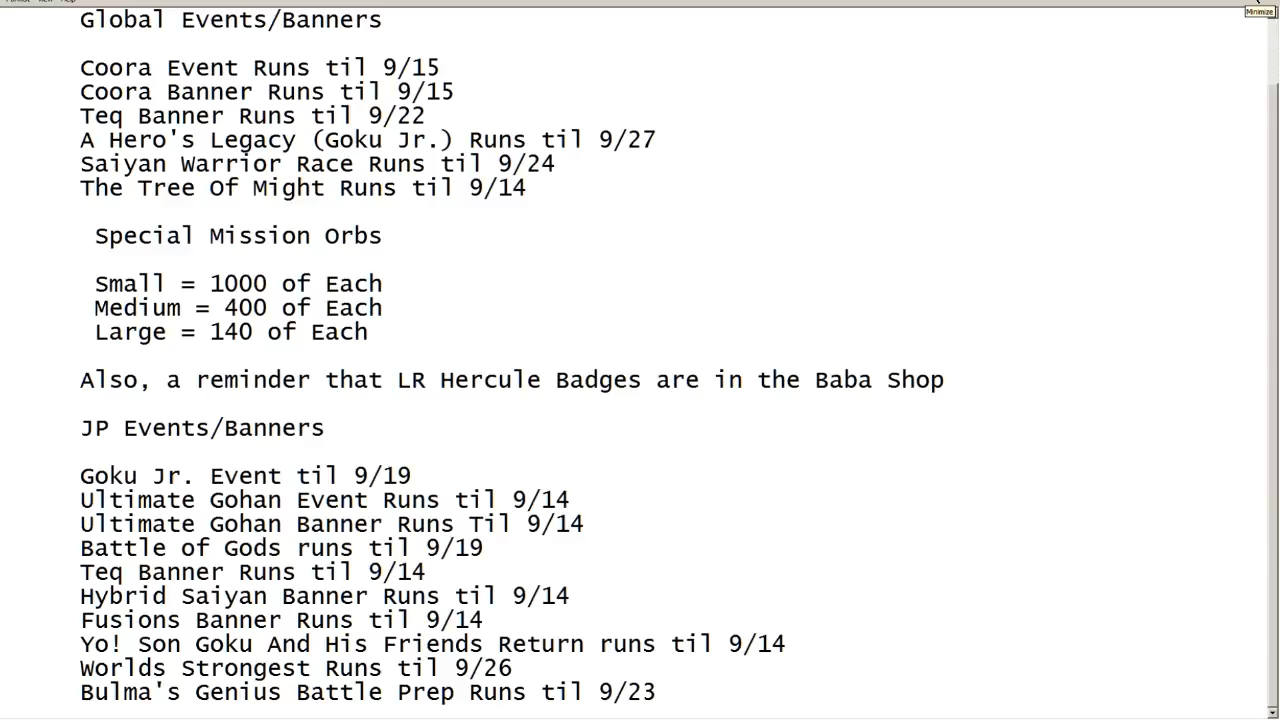 Format View Help
Minimize
Global Events/Banners
Coora Event Runs til 9/15
Coora Banner Runs til 9/15
Teq Banner Runs til 9/22
A Hero's Legacy (Goku Jr.) Runs til 9/27
Saiyan Warrior Race Runs til 9/24
The Tree Of Might Runs til 9/14
Special Mission Orbs
Small = 1000 of Each
Medium = 400 of Each
Large = 140 of Each
Also, a reminder that LR Hercule Badges are in the Baba Shop
JP Events/Banners
Goku Jr. Event til 9/19
Ultimate Gohan Event Runs til 9/14
Ultimate Gohan Banner Runs Til 9/14
Battle of Gods runs til 9/19
Teq Banner Runs til 9/14
Hybrid Saiyan Banner Runs til 9/14
Fusions Banner Runs til 9/14
Yo! Son Goku And His Friends Return runs til 9/14
Worlds Strongest Runs til 9/26
Bulma's Genius Battle Prep Runs til 9/23